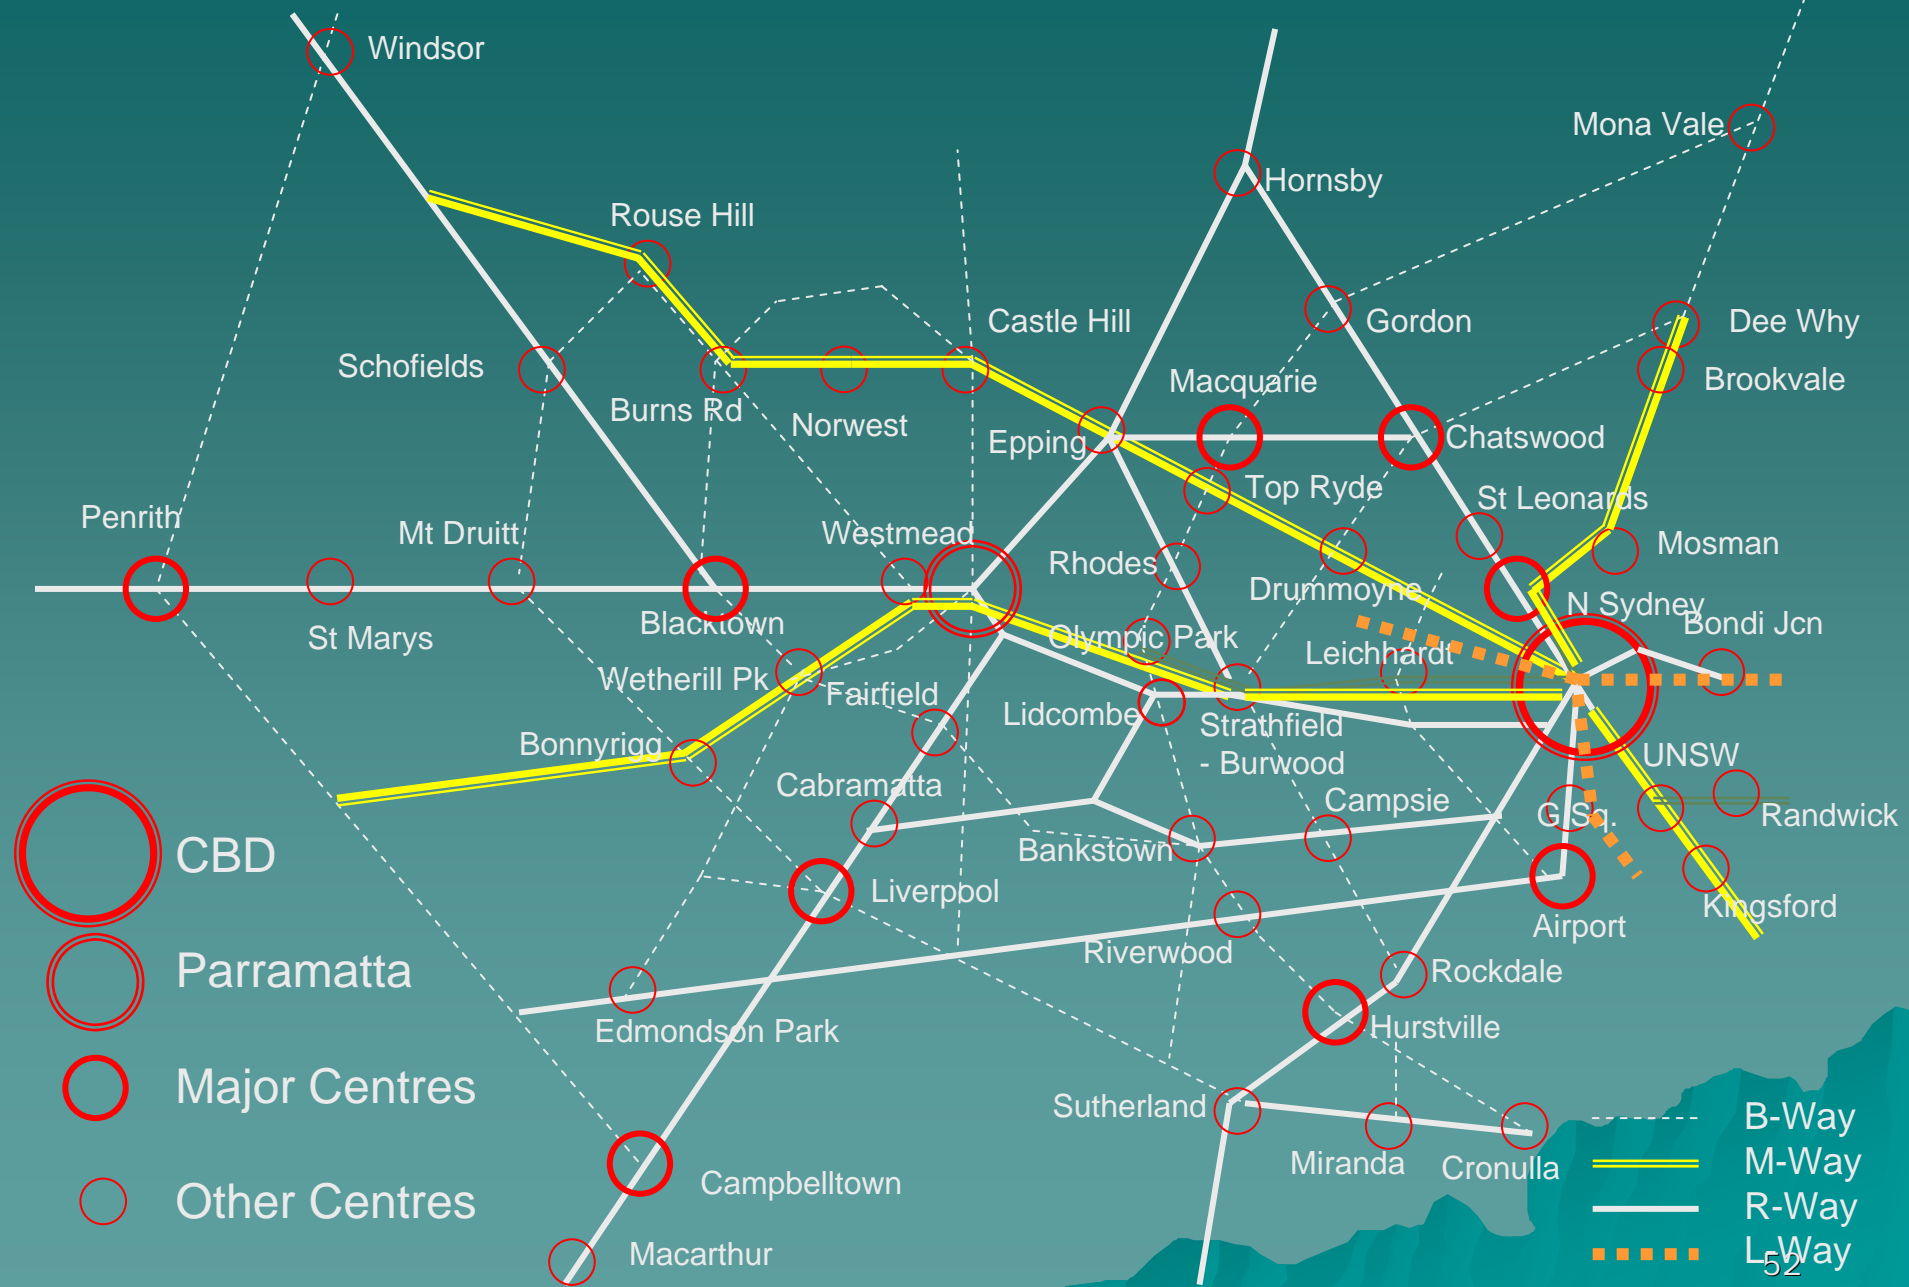 Windsor
Mona Vale
Hornsby
Rouse Hill
Castle Hill
Gordon
Dee Why
Schofields
Macquarie
Brookvale
Burns Rd
Norwest
Epping
Chatswood
Top Ryde
St Leonards
Penrith
Mt Druitt
Westmead
Mosman
Rhodes
Drummoyne
N Sydney
St Marys
Blacktown
Olympic Park
Bondi Jcn
Leichhardt
Wetherill Pk
Fairfield
Lidcombe
Strathfield
- Burwood
Bonnyrigg
UNSW
Cabramatta
Campsie
G Sq.
Randwick
CBD
Bankstown
Liverpool
Kingsford
Airport
Riverwood
Parramatta
Rockdale
Edmondson Park
Hurstville
Major Centres
Sutherland
Miranda
Cronulla
Campbelltown
Other Centres
Macarthur
B-Way
M-Way
R-Way
L-Way
52